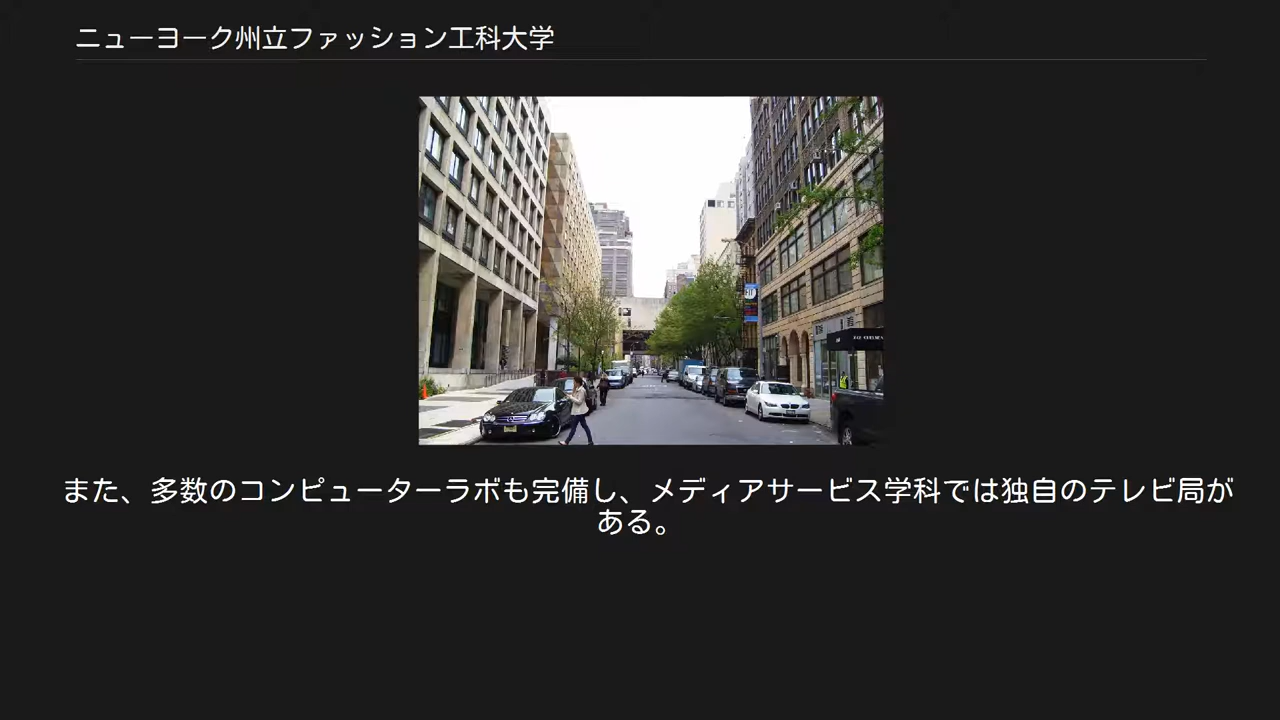 ニューヨーク州立ファッション工科大学
また、多数のコンピューターラボも完備し、メディアサービス学科では独自のテレビ局が
ある。